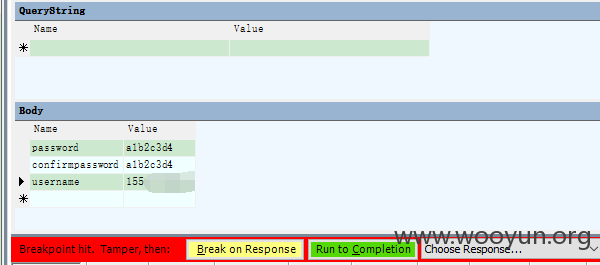 QueryString
Name Value
Body
Name Value
password a1b2c3d4
confirmpassword a1b2c3d4
username 155
Breakpoint hit. Tamper, then: Break on Response Run to Completion Choose Response...
www.wooyun.org